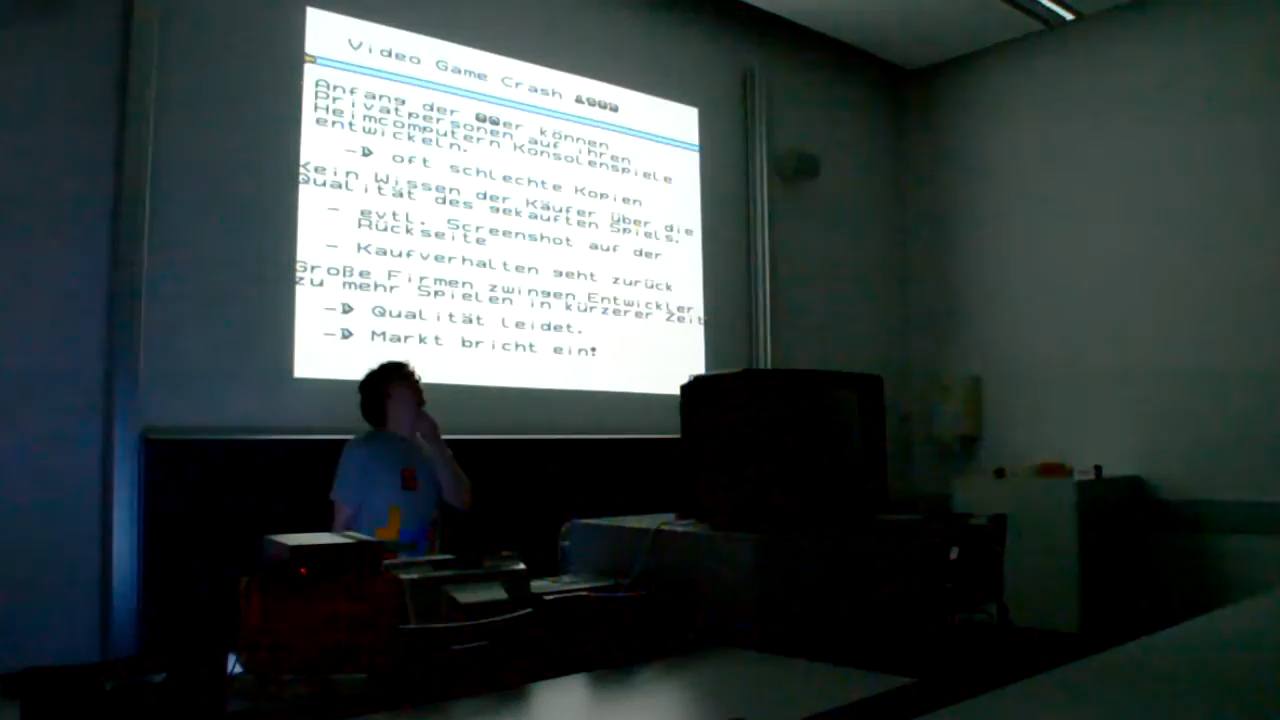 Video Game Crash
Anfang der er können
Privatpersonen auf ihren
Heimcomputern Konsolenspiele
entwickeln.
-> oft schlechte Kopien
Kein Wissen der Käufer über die
Qualität des gekauften Spiels.
- evtl. Screenshot auf der
Rückseite
- Kaufverhalten geht zurück
Große Firmen zwingen Entwickler
zu mehr Spielen in kürzerer Zeit
-> Qualität leidet.
-> Markt bricht ein!